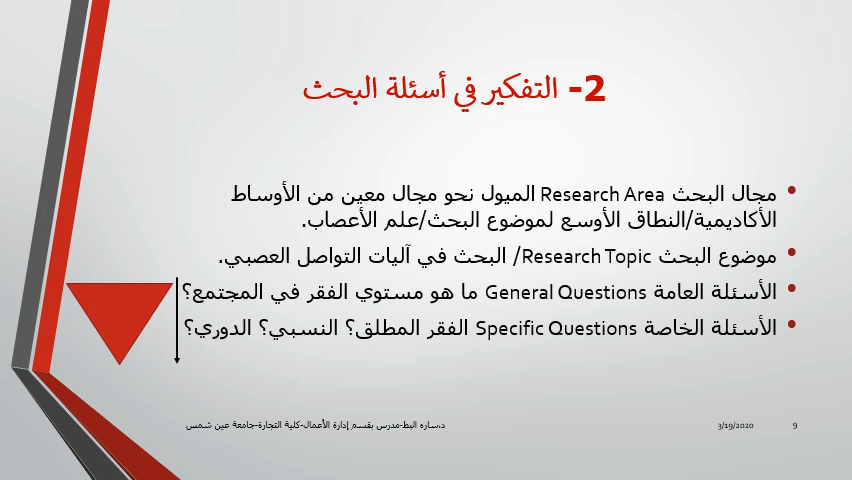 2- التفكير في أسئلة البحث
مجال البحث Research Area الميول نحو مجال معين من الأوساط
الأكاديمية/النطاق الأوسع لموضوع البحث/علم الأعصاب.
موضوع البحث Research Topic/ البحث في آليات التواصل العصبي.
الأسئلة العامة General Questions ما هو مستوي الفقر في المجتمع؟
الأسئلة الخاصة Specific Questions الفقر المطلق؟ النسبي؟ الدوري؟
د.ساره البط-مدرس بقسم إدارة الأعمال-كلية التجارة-جامعة عين شمس
3/19/2020
9